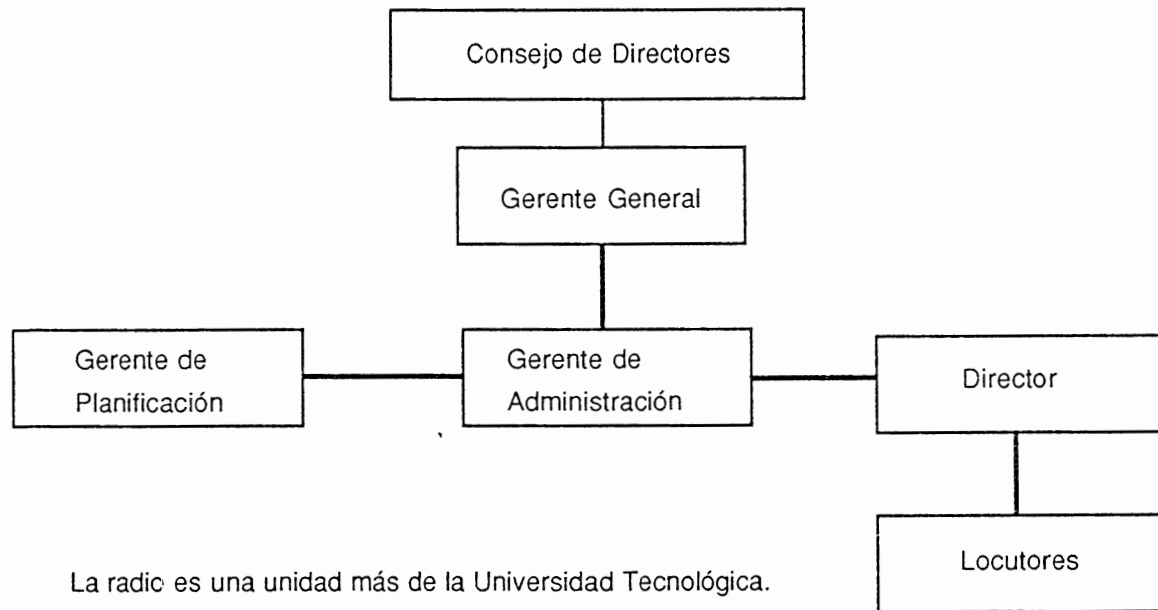 Consejo de Directores
Gerente General
Gerente de
Planificación
Gerente de
Administración
Director
Locutores
La radio es una unidad más de la Universidad Tecnológica.